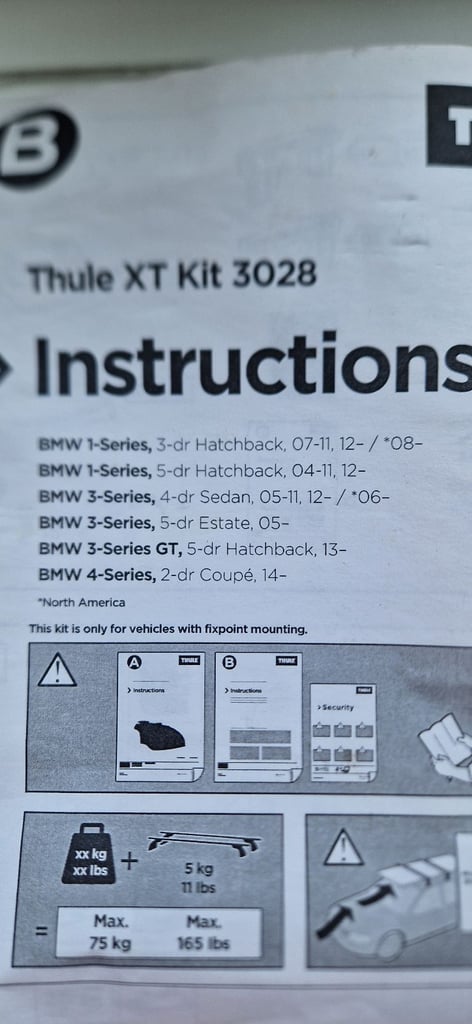 B
Thule XT Kit 3028
Instructions
BMW 1-Series, 3-dr Hatchback, 07-11, 12– / *08–
BMW 1-Series, 5-dr Hatchback, 04-11, 12–
BMW 3-Series, 4-dr Sedan, 05-11, 12– / *06–
BMW 3-Series, 5-dr Estate, 05–
BMW 3-Series GT, 5-dr Hatchback, 13–
BMW 4-Series, 2-dr Coupé, 14–
*North America
This kit is only for vehicles with fixpoint mounting.
A THULE
Instructions
B THULE
Instructions
Security
xx kg
xx lbs
+
5 kg
11 lbs
=
Max. Max.
75 kg 165 lbs